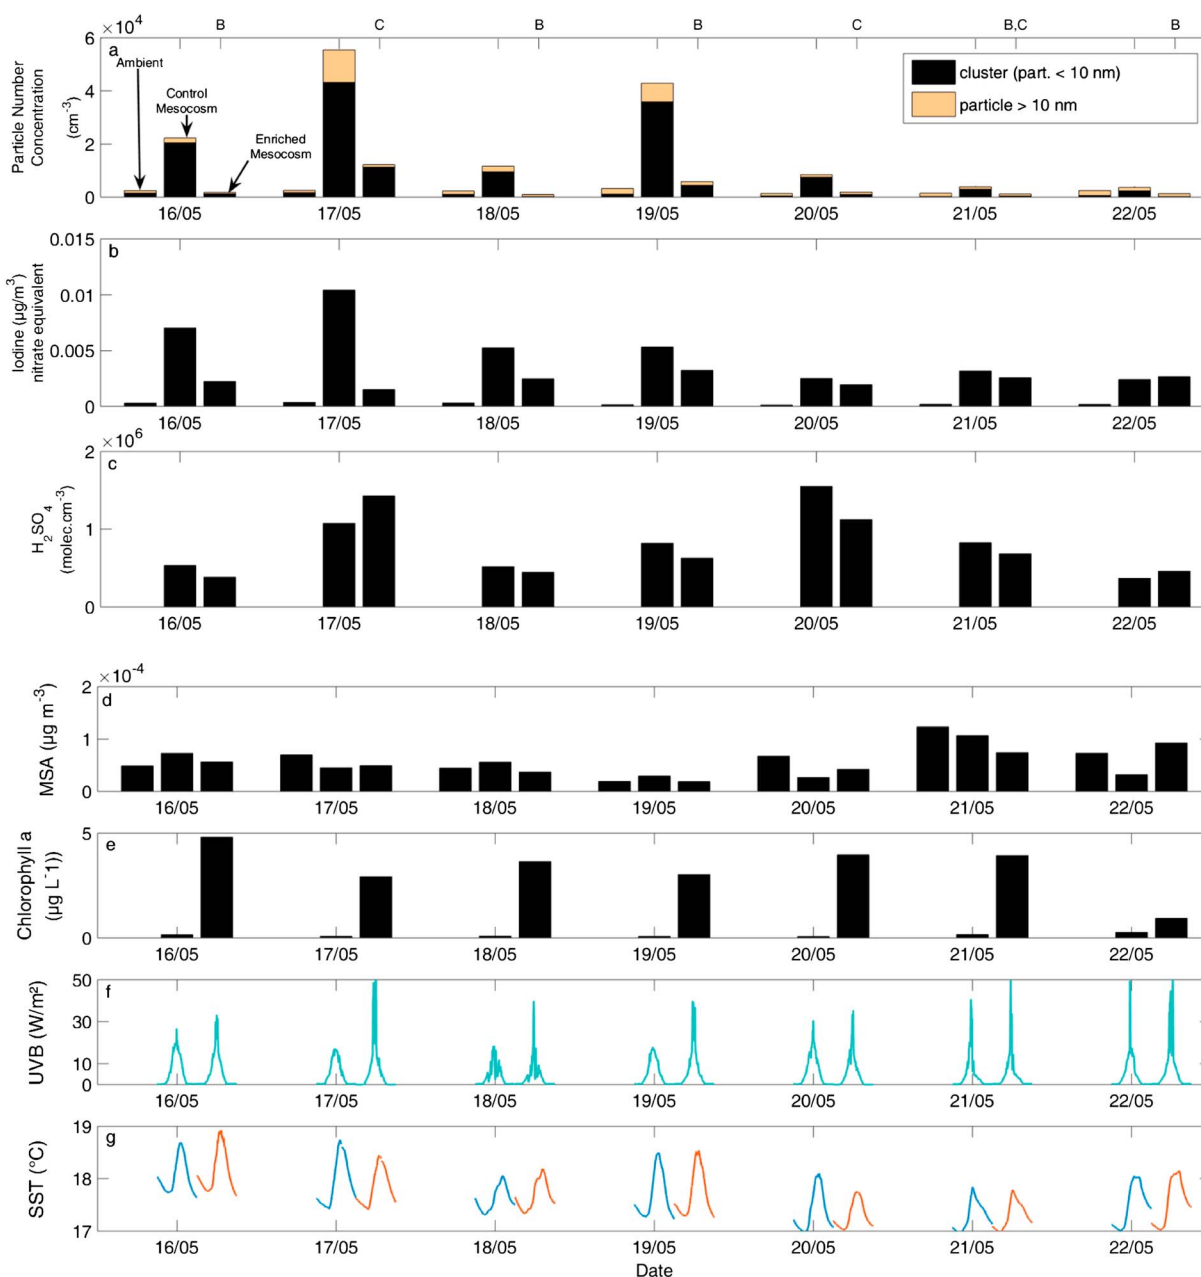 ×10⁴
B C B B C B,C B
a
Particle Number
Concentration
(cm⁻³)
6
4
2
0
Ambient
Control
Mesocosm
Enriched
Mesocosm
cluster (part. < 10 nm)
particle > 10 nm
16/05 17/05 18/05 19/05 20/05 21/05 22/05
b
Iodine (µg/m³)
nitrate equivalent
0.015
0.01
0.005
0
16/05 17/05 18/05 19/05 20/05 21/05 22/05
×10⁶
c
H₂SO₄
(molec.cm⁻³)
2
1
0
16/05 17/05 18/05 19/05 20/05 21/05 22/05
×10⁻⁴
d
MSA (µg m⁻³)
2
1
0
16/05 17/05 18/05 19/05 20/05 21/05 22/05
e
Chlorophyll a
(µg L⁻1))
5
0
16/05 17/05 18/05 19/05 20/05 21/05 22/05
f
UVB (W/m²)
50
30
10
0
16/05 17/05 18/05 19/05 20/05 21/05 22/05
g
SST (°C)
19
18
17
16/05 17/05 18/05 19/05 20/05 21/05 22/05
Date